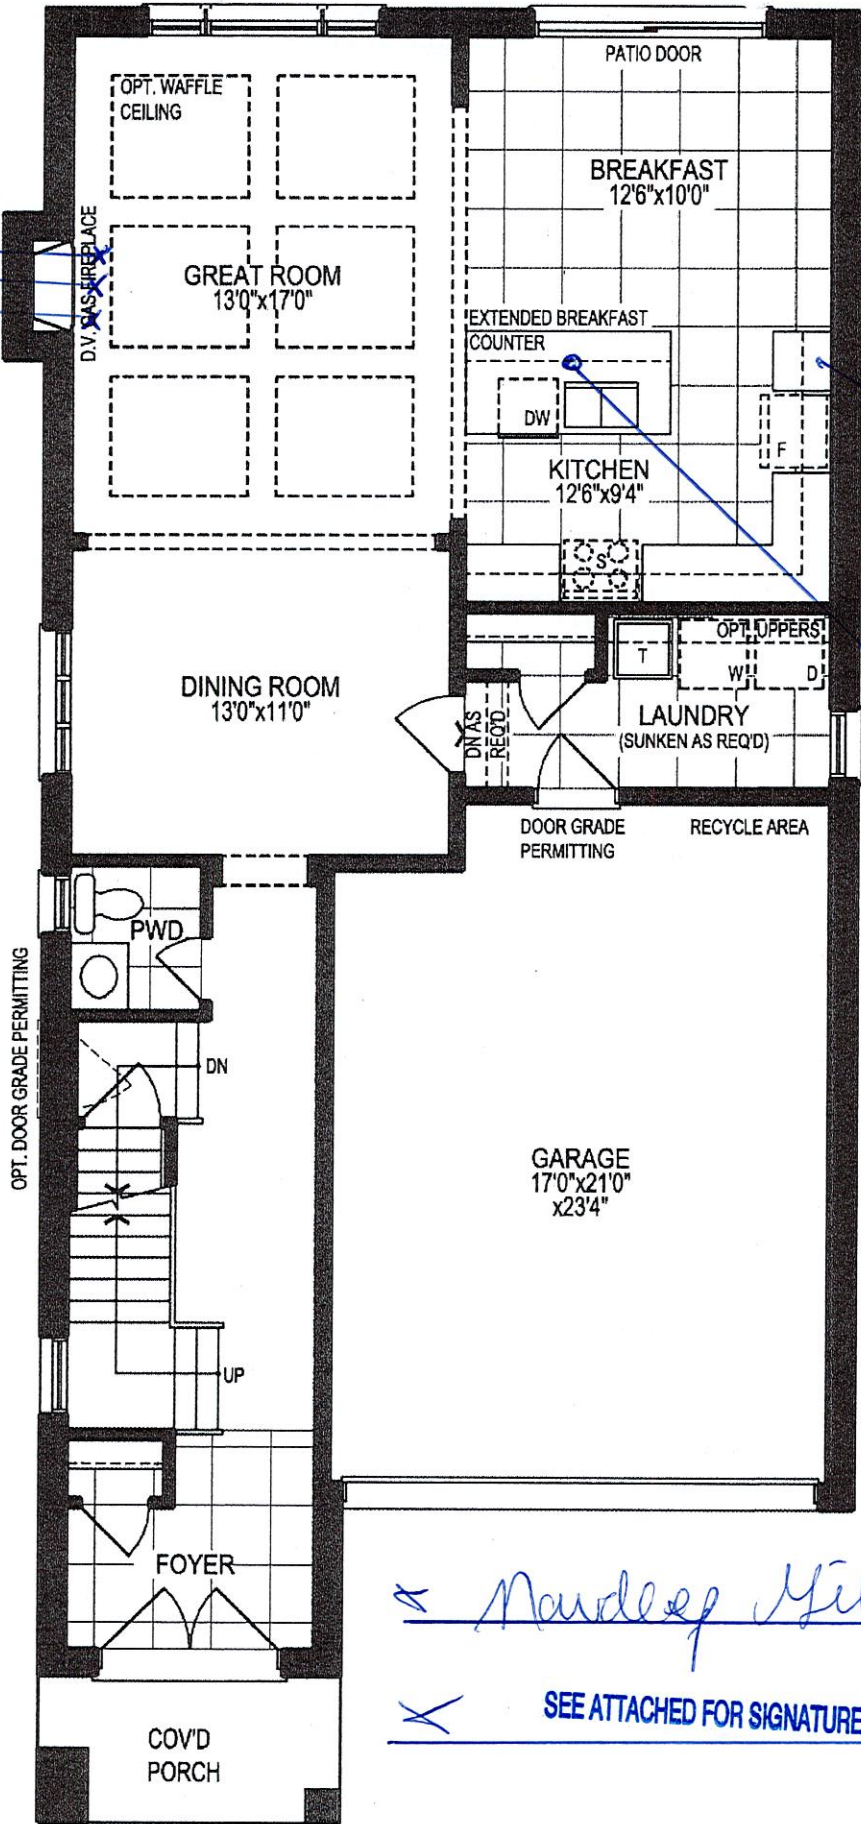 PATIO DOOR
OPT. WAFFLE
CEILING
BREAKFAST
12'6"x10'0"
D.V. GAS FIREPLACE
GREAT ROOM
13'0"x17'0"
EXTENDED BREAKFAST
COUNTER
DW
F
KITCHEN
12'6"x9'4"
S
OPT UPPERS
T
W
D
DINING ROOM
13'0"x11'0"
DN AS
REQ'D
LAUNDRY
(SUNKEN AS REQ'D)
DOOR GRADE
PERMITTING
RECYCLE AREA
PWD
OPT. DOOR GRADE PERMITTING
DN
GARAGE
17'0"x21'0"
x23'4"
UP
FOYER
SEE ATTACHED FOR SIGNATURE
COV'D
PORCH